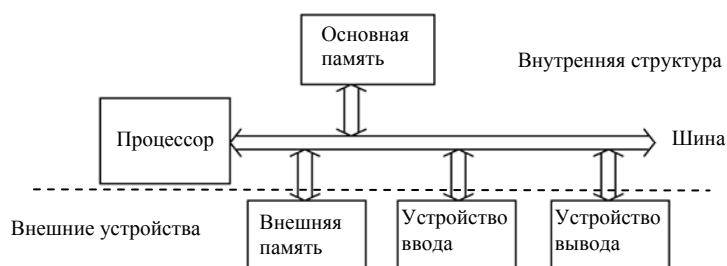 Основная
память
Внутренняя структура
Процессор
Шина
Внешние устройства
Внешняя
память
Устройство
ввода
Устройство
вывода